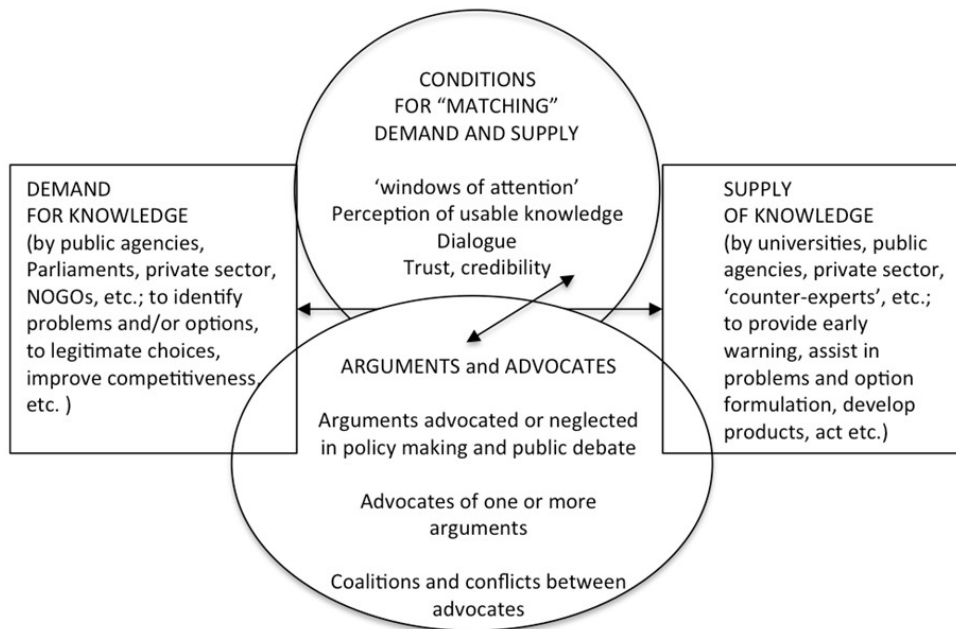 CONDITIONS
FOR “MATCHING”
DEMAND AND SUPPLY
‘windows of attention’
Perception of usable knowledge
Dialogue
Trust, credibility
DEMAND
FOR KNOWLEDGE
(by public agencies,
Parliaments, private sector,
NOGOs, etc.; to identify
problems and/or options,
to legitimate choices,
improve competitiveness,
etc. )
SUPPLY
OF KNOWLEDGE
(by universities, public
agencies, private sector,
‘counter-experts’, etc.;
to provide early
warning, assist in
problems and option
formulation, develop
products, act etc.)
ARGUMENTS and ADVOCATES
Arguments advocated or neglected
in policy making and public debate
Advocates of one or more
arguments
Coalitions and conflicts between
advocates